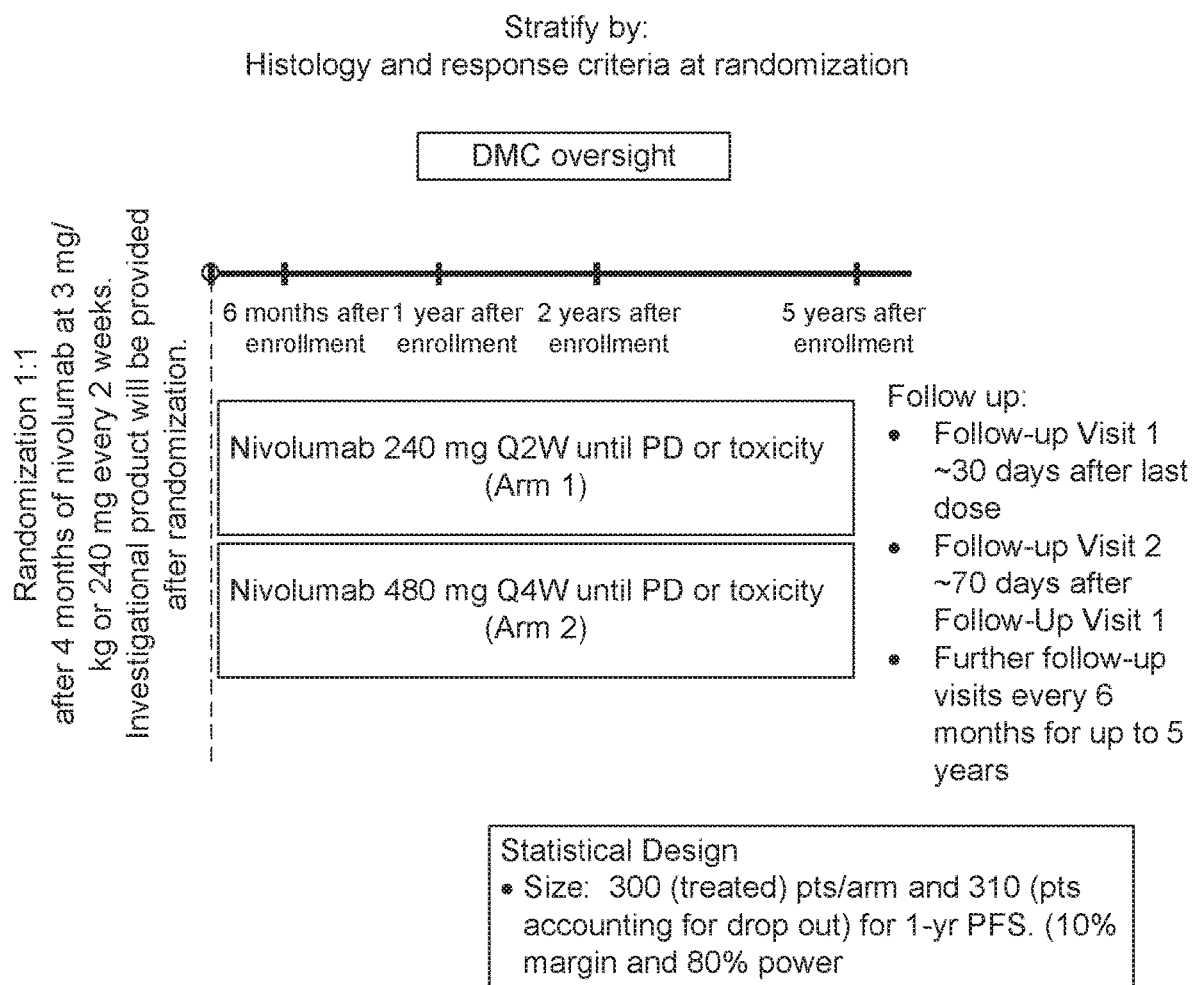 Stratify by:
Histology and response criteria at randomization
DMC oversight
Randomization 1:1
after 4 months of nivolumab at 3 mg/
kg or 240 mg every 2 weeks.
Investigational product will be provided
after randomization.
6 months after
enrollment
1 year after
enrollment
2 years after
enrollment
5 years after
enrollment
Nivolumab 240 mg Q2W until PD or toxicity
(Arm 1)
Nivolumab 480 mg Q4W until PD or toxicity
(Arm 2)
Follow up:
• Follow-up Visit 1
~30 days after last
dose
• Follow-up Visit 2
~70 days after
Follow-Up Visit 1
• Further follow-up
visits every 6
months for up to 5
years
Statistical Design
• Size: 300 (treated) pts/arm and 310 (pts
accounting for drop out) for 1-yr PFS. (10%
margin and 80% power